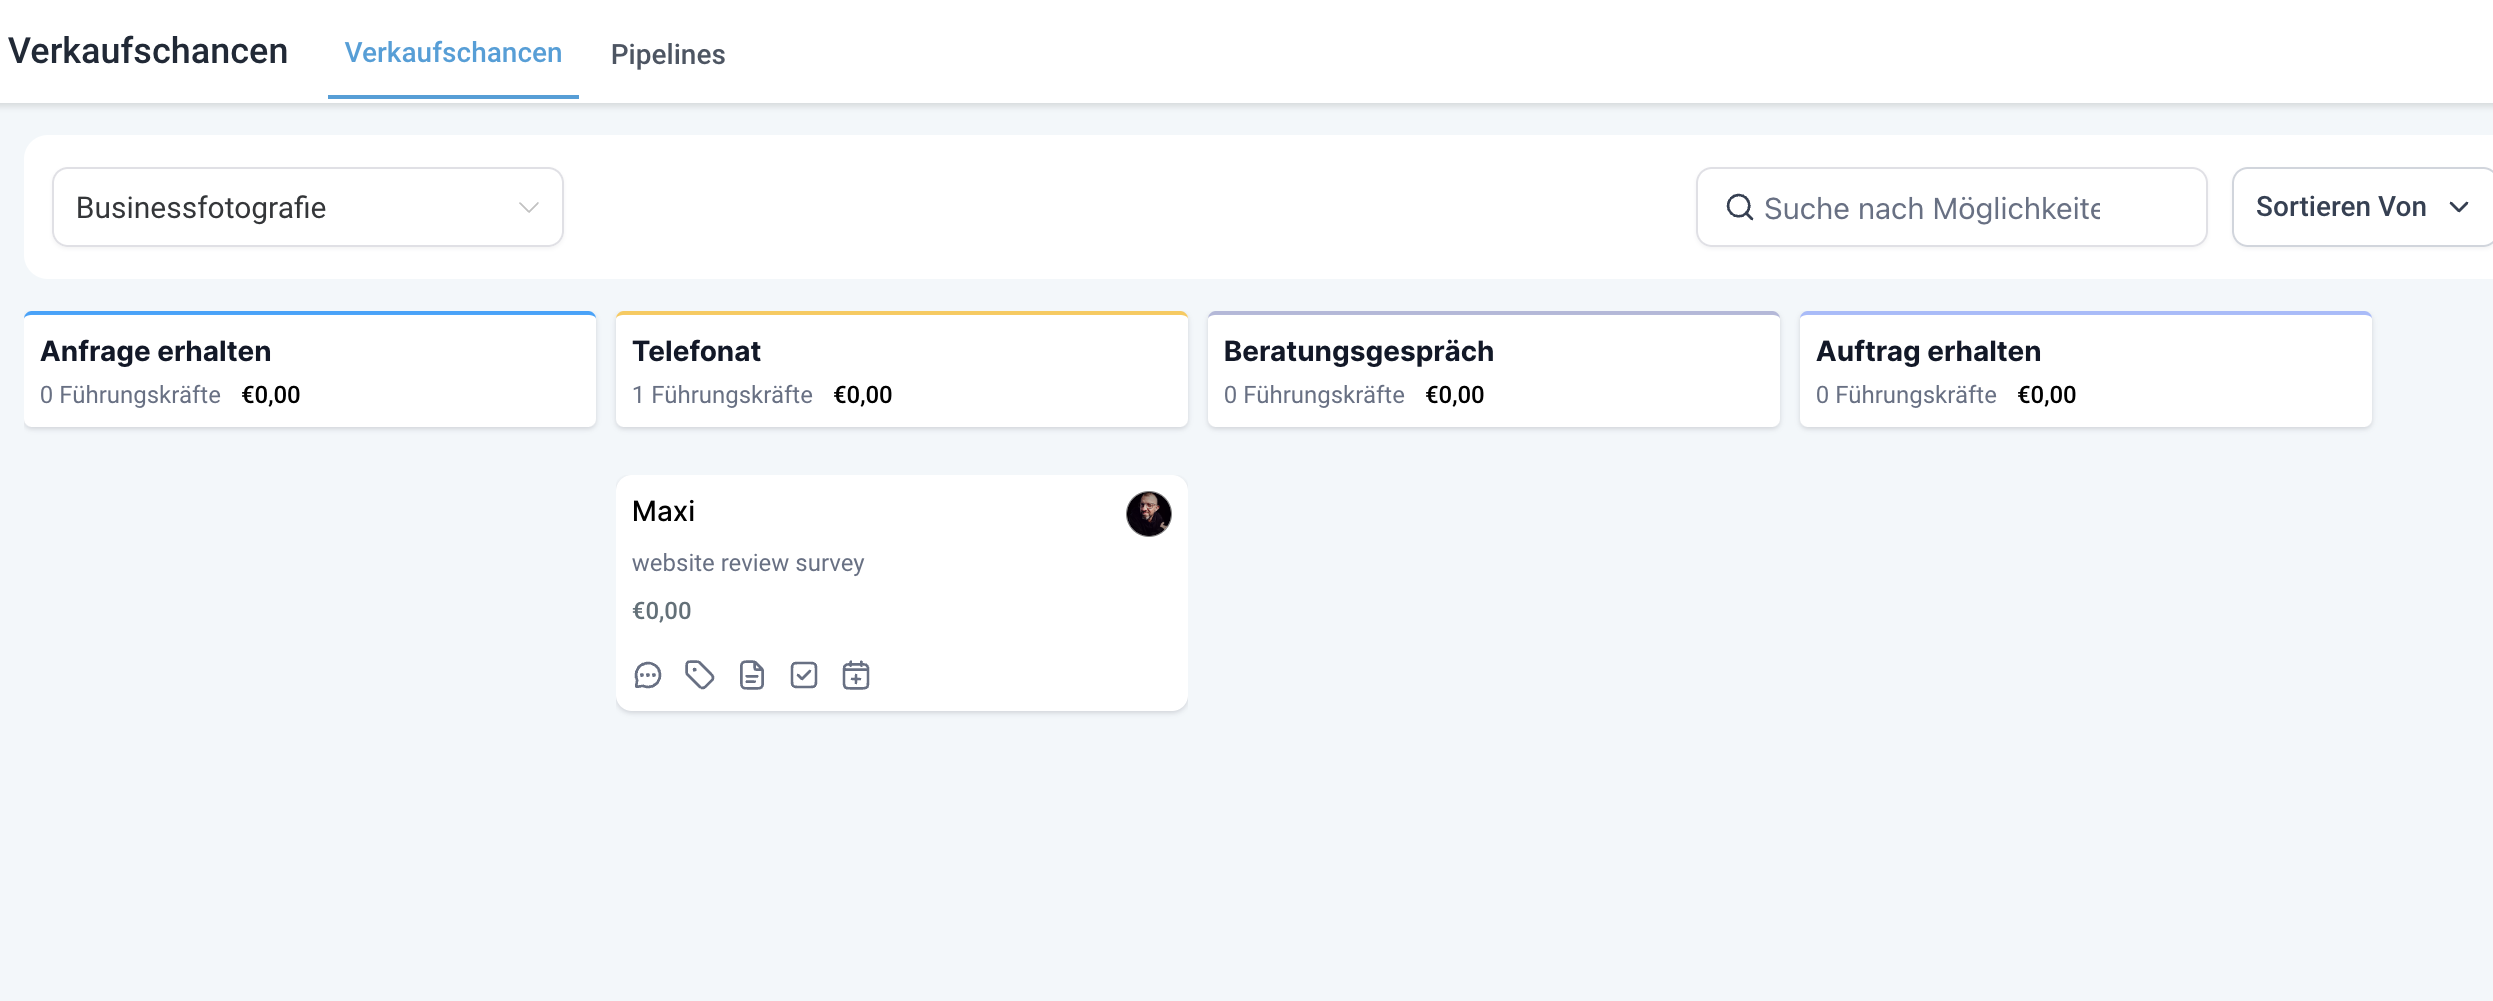 Verkaufschancen
Verkaufschancen
Pipelines
Businessfotografie
Suche nach Möglichkeite
Sortieren Von
Anfrage erhalten
0 Führungskräfte €0,00
Telefonat
1 Führungskräfte €0,00
Beratungsgespräch
0 Führungskräfte €0,00
Auftrag erhalten
0 Führungskräfte €0,00
Maxi
website review survey
€0,00